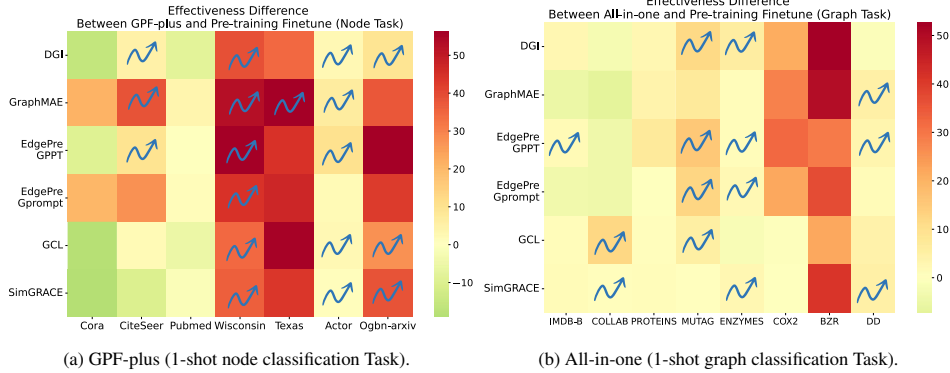 Effectiveness Difference
Between GPF-plus and Pre-training Finetune (Node Task)
DGI
GraphMAE
EdgePre
GPPT
EdgePre
Gprompt
GCL
SimGRACE
Cora CiteSeer Pubmed Wisconsin Texas Actor Ogbn-arxiv
50
40
30
20
10
0
−10
(a) GPF-plus (1-shot node classification Task).
Effectiveness Difference
Between All-in-one and Pre-training Finetune (Graph Task)
DGI
GraphMAE
EdgePre
GPPT
EdgePre
Gprompt
GCL
SimGRACE
IMDB-B COLLAB PROTEINS MUTAG ENZYMES COX2 BZR DD
50
40
30
20
10
0
(b) All-in-one (1-shot graph classification Task).